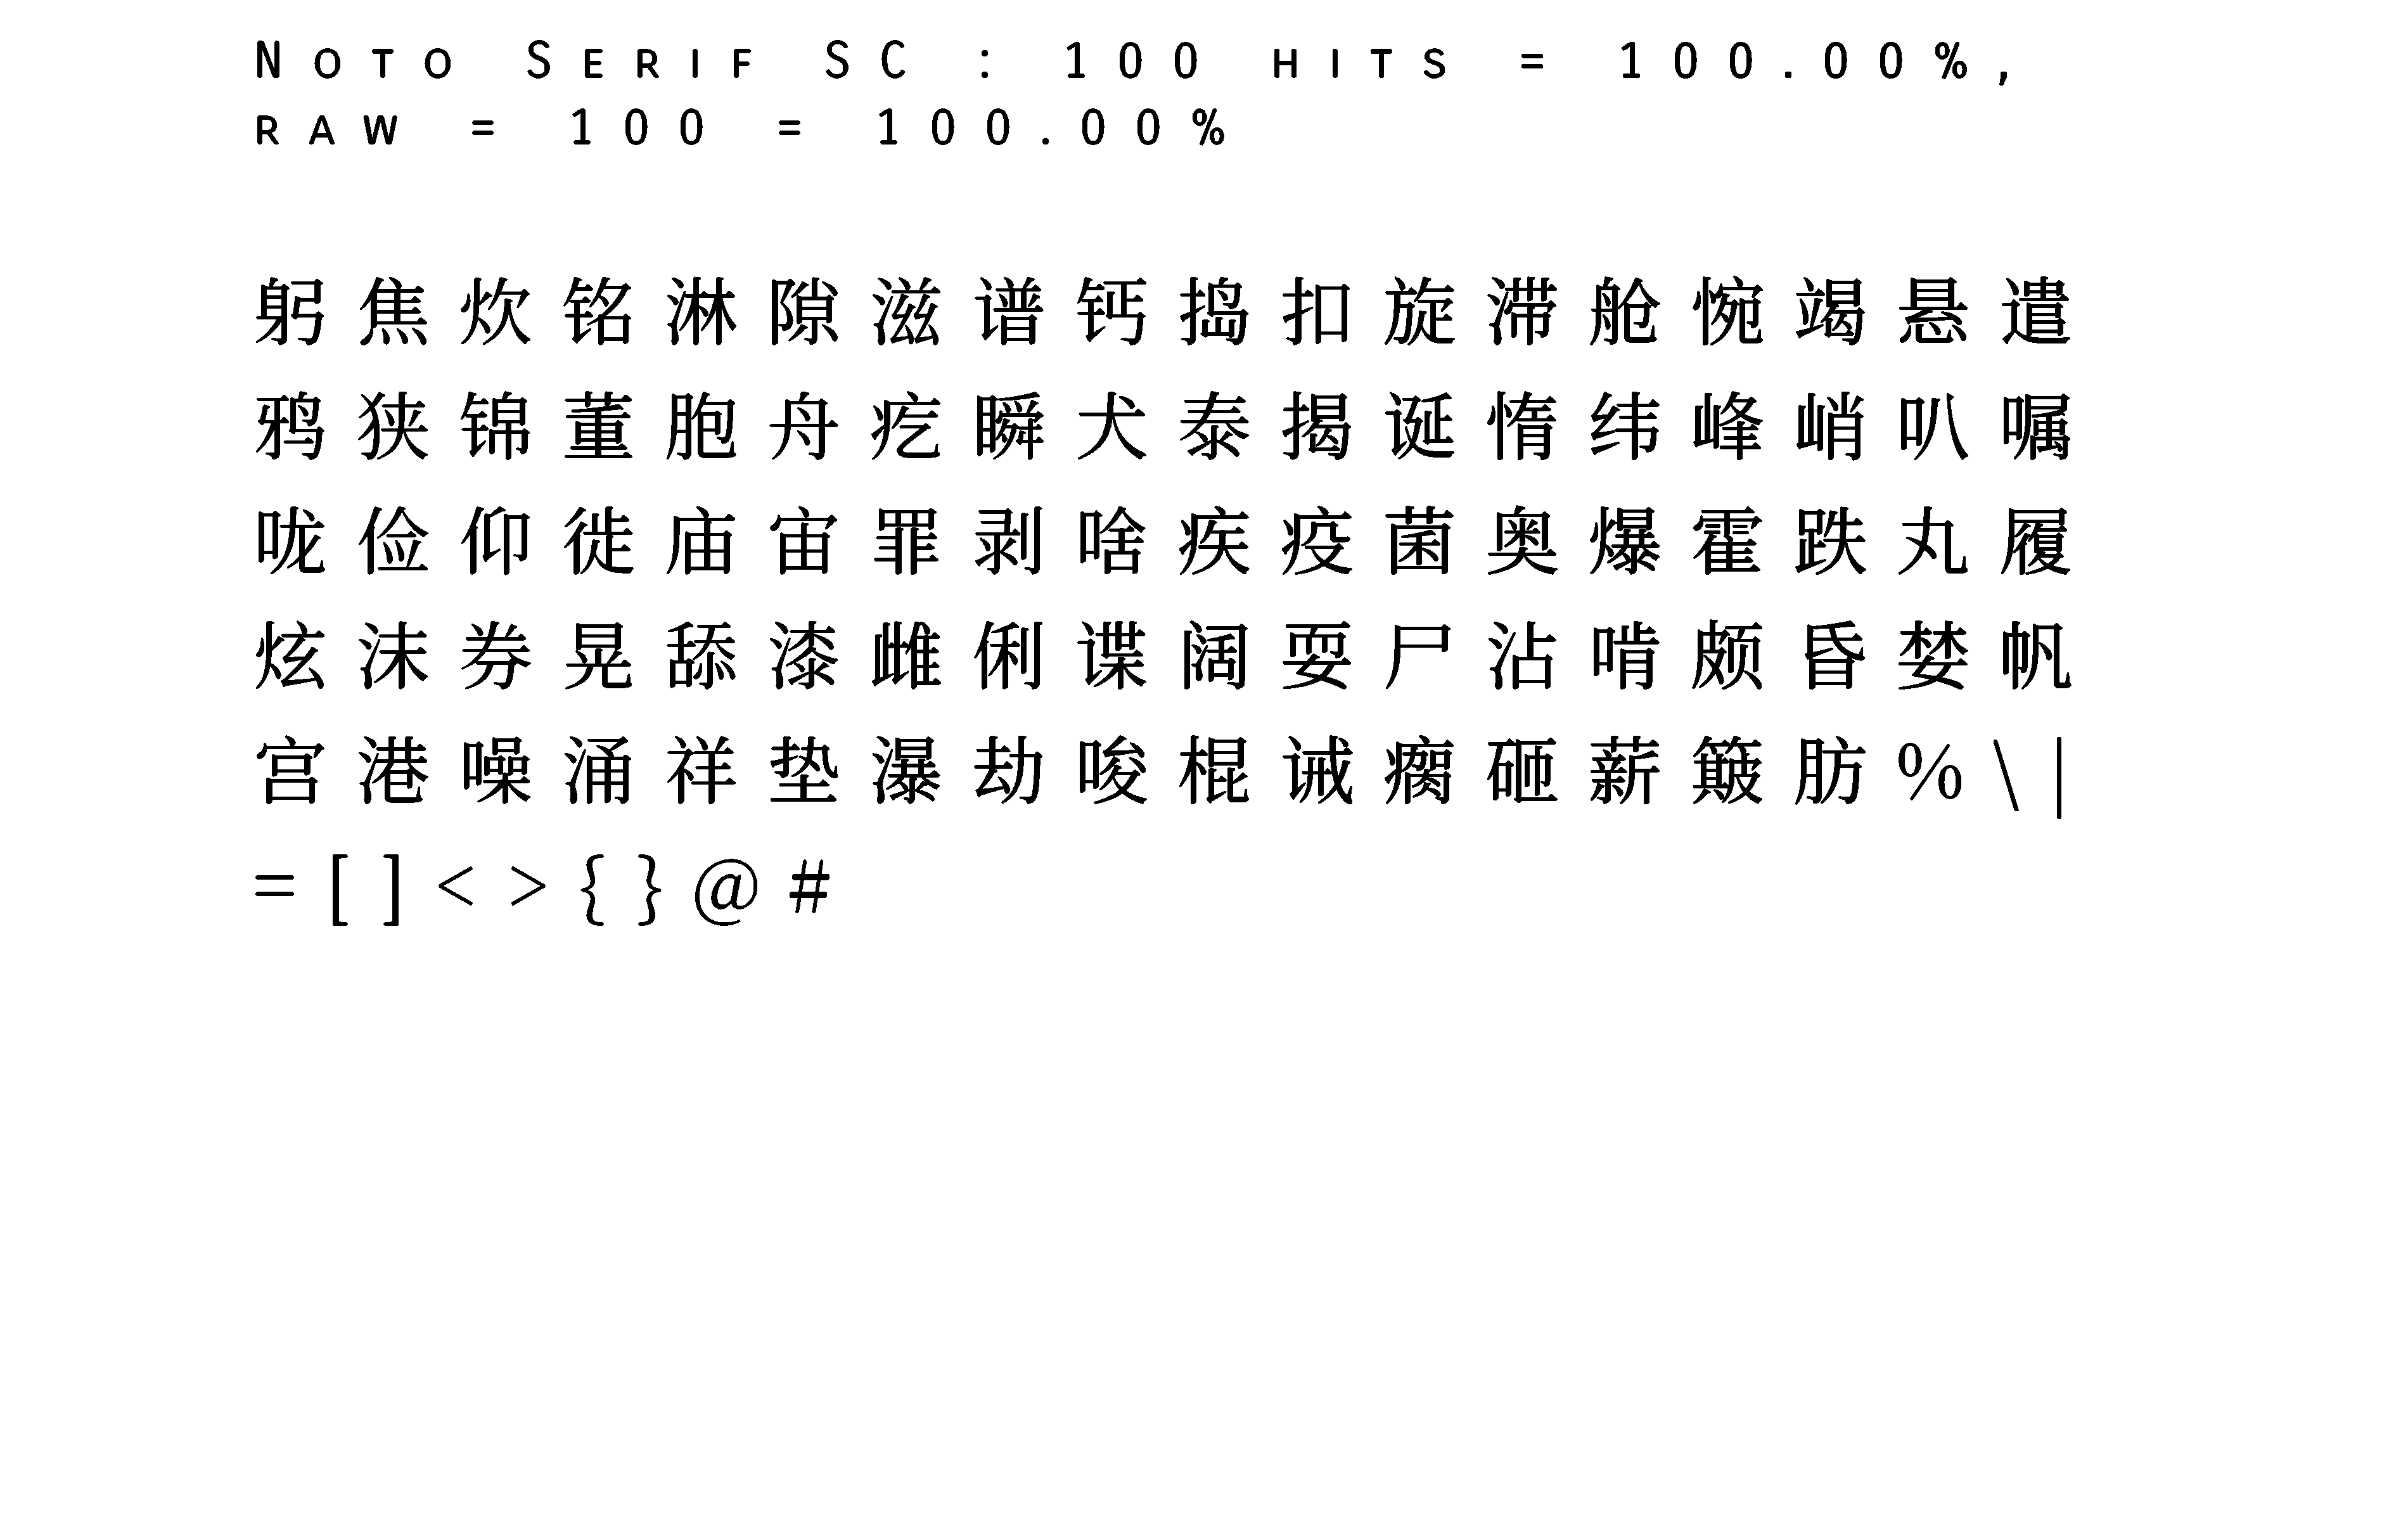 Noto Serif SC : 100 hits = 100.00%,
raw = 100 = 100.00%
躬 焦 炊 铭 淋 隙 滋 谱 钙 捣 扣 旋 滞 舱 惋 竭 悬 遣
鸦 狭 锦 董 胞 舟 疙 瞬 犬 泰 揭 诞 惰 纬 峰 峭 叭 嘱
咙 俭 仰 徙 庙 宙 罪 剥 啥 疾 疫 菌 奥 爆 霍 跌 丸 履
炫 沫 券 晃 舔 漆 雌 俐 谍 阔 耍 尸 沾 啃 颇 昏 婪 帆
宫 港 噪 涌 祥 垫 瀑 劫 唆 棍 诫 瘸 砸 薪 簸 肪 % \ |
= [ ] < > { } @ #